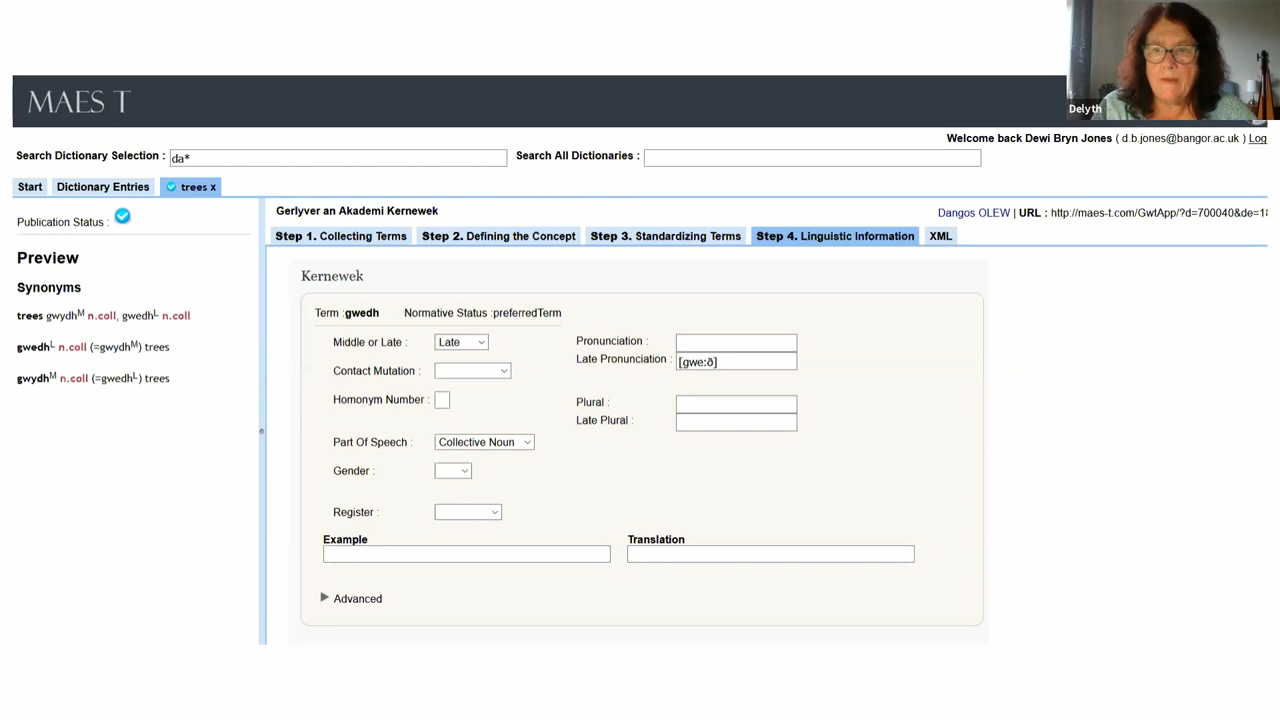 MAES T
Delyth
Welcome back Dewi Bryn Jones ( d.b.jones@bangor.ac.uk ) Log
Search Dictionary Selection : da* Search All Dictionaries :
Start Dictionary Entries trees x
Publication Status :
Preview
Synonyms
trees gwydhᴹ n.coll, gwedhᴸ n.coll
gwedhᴸ n.coll (=gwydhᴹ) trees
gwydhᴹ n.coll (=gwedhᴸ) trees
Gerlyver an Akademi Kernewek
Dangos OLEW | URL : http://maes-t.com/GwtApp/?d=700040&de=18
Step 1. Collecting Terms Step 2. Defining the Concept Step 3. Standardizing Terms Step 4. Linguistic Information XML
Kernewek
Term :gwedh Normative Status :preferredTerm
Middle or Late : Late Pronunciation :
Late Pronunciation : [gwe:ð]
Contact Mutation :
Homonym Number : Plural :
Late Plural :
Part Of Speech : Collective Noun
Gender :
Register :
Example Translation
Advanced